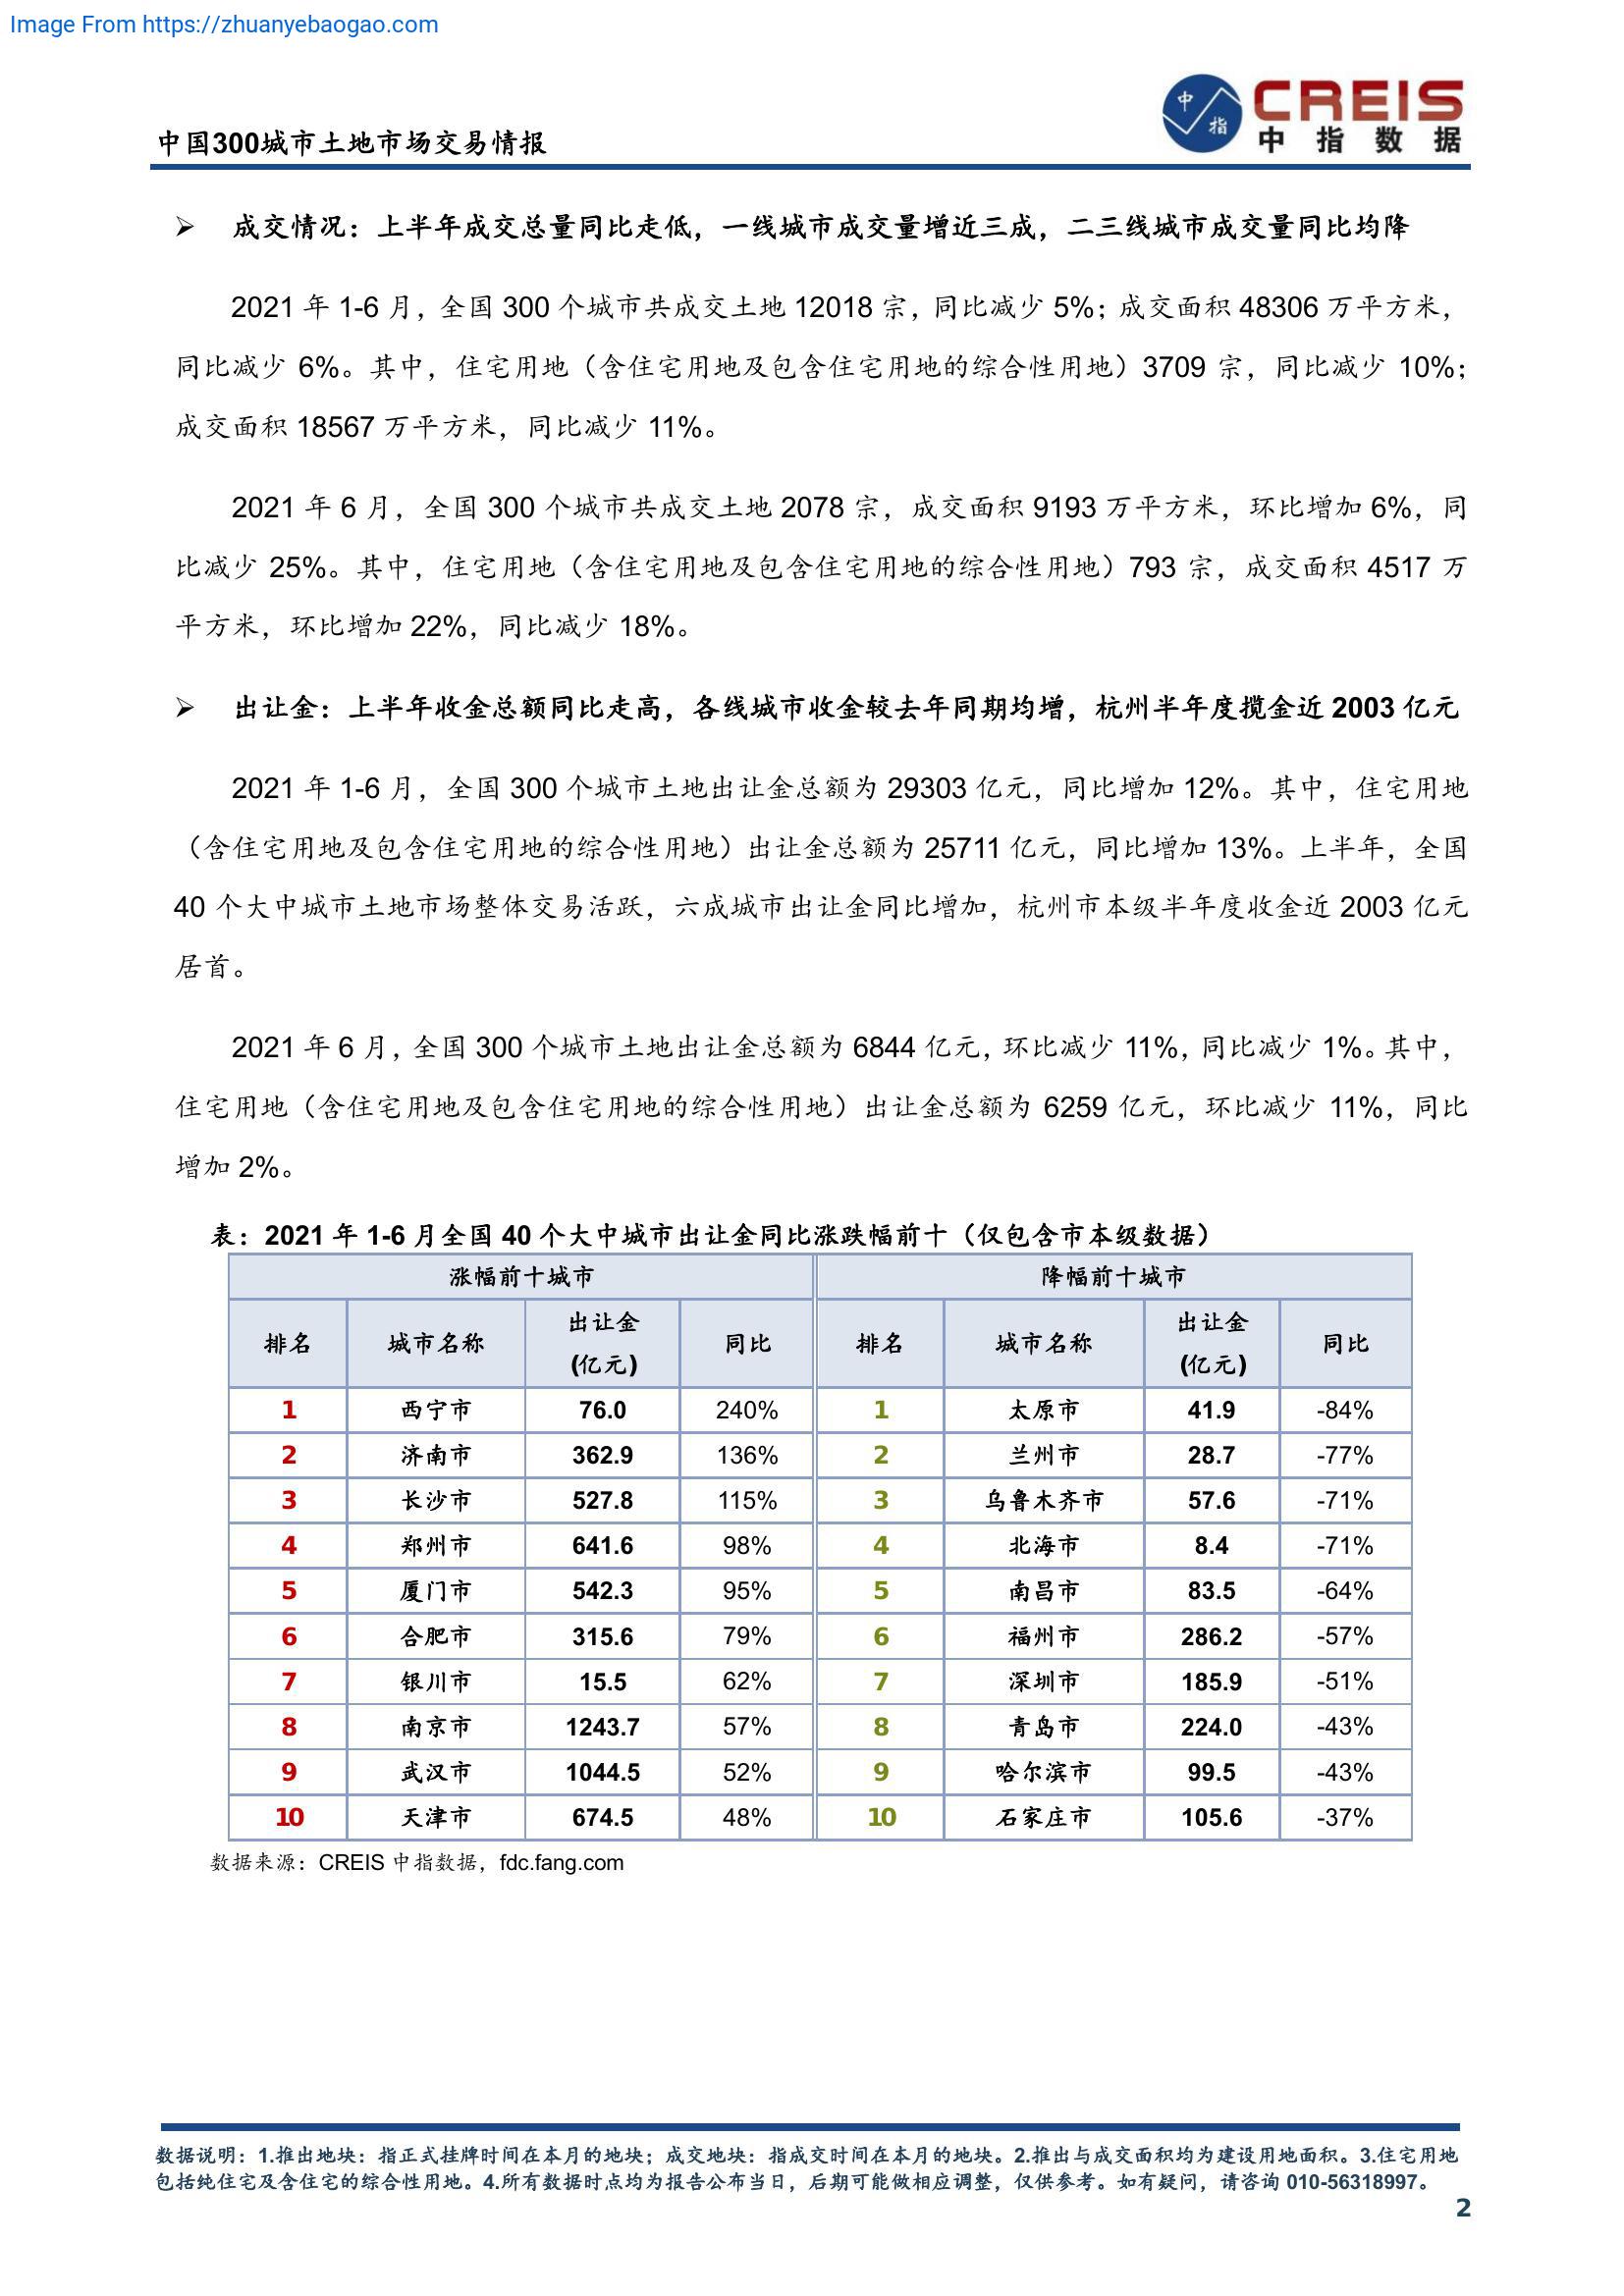 Image From https://zhuanyebaogao.com
中指
CREIS
中指数据
中国300城市土地市场交易情报
➢ 成交情况：上半年成交总量同比走低，一线城市成交量增近三成，二三线城市成交量同比均降
2021 年 1-6 月，全国 300 个城市共成交土地 12018 宗，同比减少 5%；成交面积 48306 万平方米，
同比减少 6%。其中，住宅用地（含住宅用地及包含住宅用地的综合性用地）3709 宗，同比减少 10%；
成交面积 18567 万平方米，同比减少 11%。
2021 年 6 月，全国 300 个城市共成交土地 2078 宗，成交面积 9193 万平方米，环比增加 6%，同
比减少 25%。其中，住宅用地（含住宅用地及包含住宅用地的综合性用地）793 宗，成交面积 4517 万
平方米，环比增加 22%，同比减少 18%。
➢ 出让金：上半年收金总额同比走高，各线城市收金较去年同期均增，杭州半年度揽金近 2003 亿元
2021 年 1-6 月，全国 300 个城市土地出让金总额为 29303 亿元，同比增加 12%。其中，住宅用地
（含住宅用地及包含住宅用地的综合性用地）出让金总额为 25711 亿元，同比增加 13%。上半年，全国
40 个大中城市土地市场整体交易活跃，六成城市出让金同比增加，杭州市本级半年度收金近 2003 亿元
居首。
2021 年 6 月，全国 300 个城市土地出让金总额为 6844 亿元，环比减少 11%，同比减少 1%。其中，
住宅用地（含住宅用地及包含住宅用地的综合性用地）出让金总额为 6259 亿元，环比减少 11%，同比
增加 2%。
表：2021 年 1-6 月全国 40 个大中城市出让金同比涨跌幅前十（仅包含市本级数据）
涨幅前十城市 降幅前十城市
排名 城市名称 出让金(亿元) 同比 排名 城市名称 出让金(亿元) 同比
1 西宁市 76.0 240% 1 太原市 41.9 -84%
2 济南市 362.9 136% 2 兰州市 28.7 -77%
3 长沙市 527.8 115% 3 乌鲁木齐市 57.6 -71%
4 郑州市 641.6 98% 4 北海市 8.4 -71%
5 厦门市 542.3 95% 5 南昌市 83.5 -64%
6 合肥市 315.6 79% 6 福州市 286.2 -57%
7 银川市 15.5 62% 7 深圳市 185.9 -51%
8 南京市 1243.7 57% 8 青岛市 224.0 -43%
9 武汉市 1044.5 52% 9 哈尔滨市 99.5 -43%
10 天津市 674.5 48% 10 石家庄市 105.6 -37%
数据来源：CREIS 中指数据，fdc.fang.com
数据说明：1.推出地块：指正式挂牌时间在本月的地块；成交地块：指成交时间在本月的地块。2.推出与成交面积均为建设用地面积。3.住宅用地
包括纯住宅及含住宅的综合性用地。4.所有数据时点均为报告公布当日，后期可能做相应调整，仅供参考。如有疑问，请咨询 010-56318997。
2